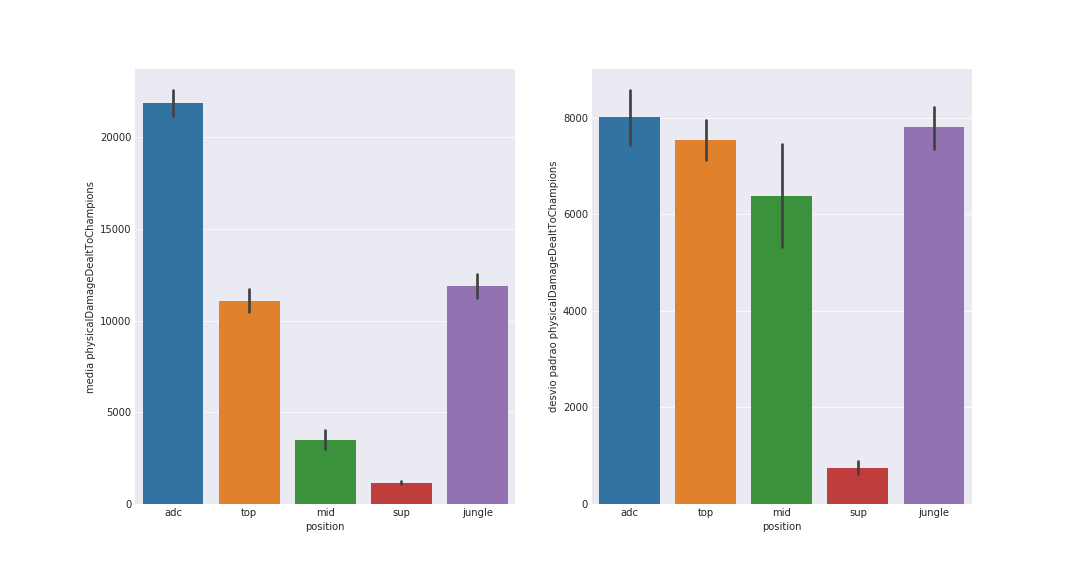 media physicalDamageDealtToChampions
20000
15000
10000
5000
0
adc top mid sup jungle
position
desvio padrao physicalDamageDealtToChampions
8000
6000
4000
2000
0
adc top mid sup jungle
position